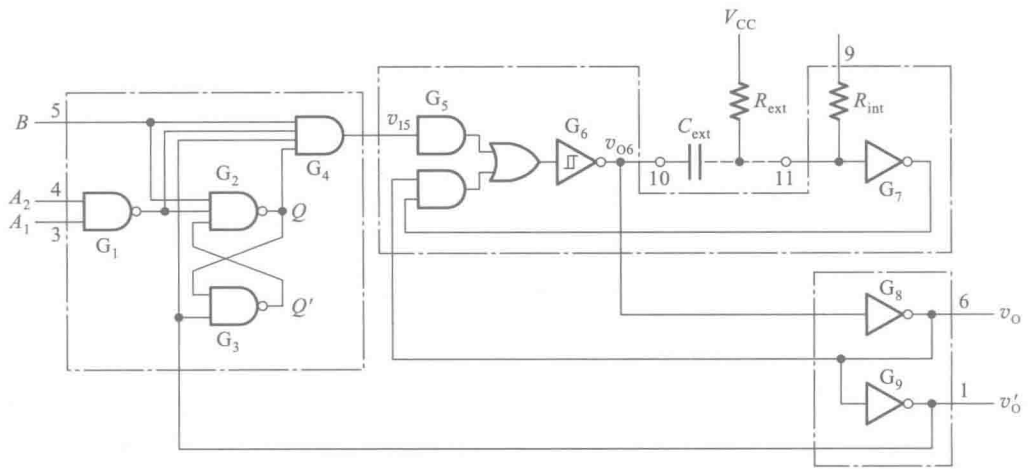 V_CC
9
R_ext
R_int
B
5
G_5
v_I5
G_6
C_ext
v_O6
G_4
10
11
G_7
G_2
A_2
4
A_1
3
G_1
Q
Q'
G_3
G_8
6
v_O
G_9
1
v'_O